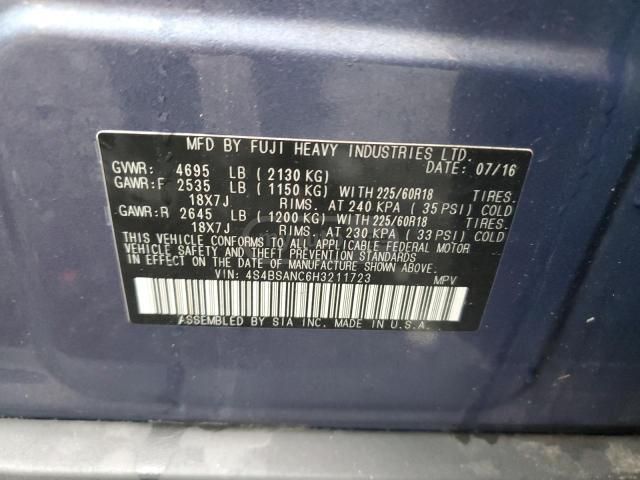 MFD BY FUJI HEAVY INDUSTRIES LTD.
GVWR: 4695 LB (2130 KG) DATE: 07/16
GAWR:F 2535 LB (1150 KG) WITH 225/60R18 TIRES.
18X7J RIMS. AT 240 KPA (35 PSI) COLD
GAWR:R 2645 LB (1200 KG) WITH 225/60R18 TIRES.
18X7J RIMS. AT 230 KPA (33 PSI) COLD
THIS VEHICLE CONFORMS TO ALL APPLICABLE FEDERAL MOTOR
VEHICLE SAFETY AND THEFT PREVENTION STANDARDS
IN EFFECT ON THE DATE OF MANUFACTURE SHOWN ABOVE.
VIN: 4S4BSANC6H3211723 MPV
ASSEMBLED BY SIA INC. MADE IN U.S.A.